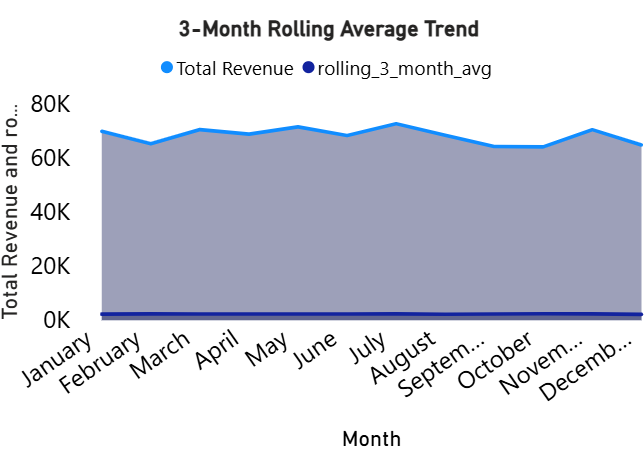 3-Month Rolling Average Trend
Total Revenue rolling_3_month_avg
Total Revenue and ro...
80K
60K
40K
20K
0K
January
February
March
April
May
June
July
August
Septem...
October
Novem...
Decemb...
Month